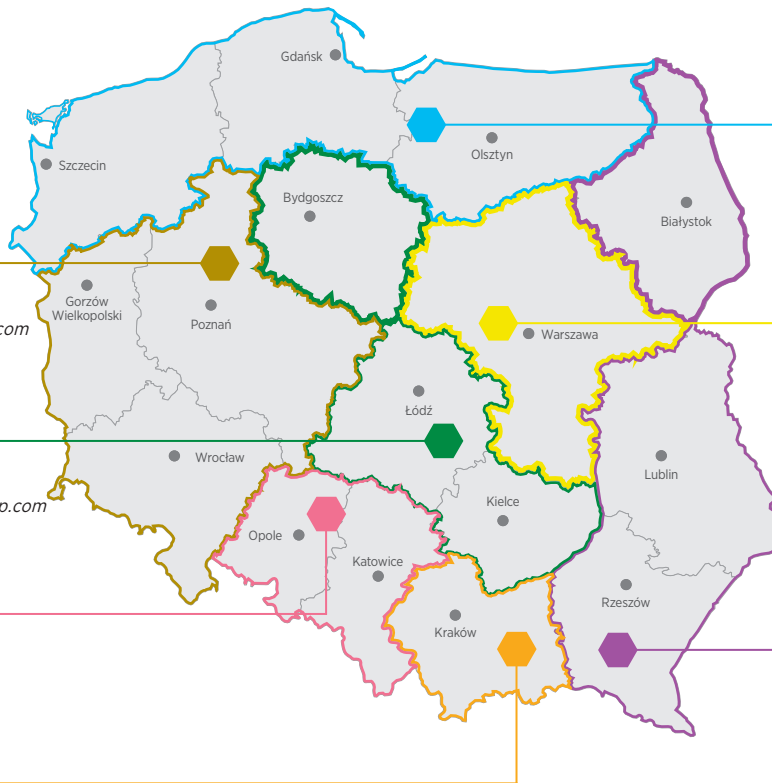 Gdańsk
Olsztyn
Szczecin
Bydgoszcz
Białystok
Gorzów
Wielkopolski
Poznań
com
Warszawa
Łódź
Wrocław
Lublin
Kielce
p.com
Opole
Katowice
Rzeszów
Kraków